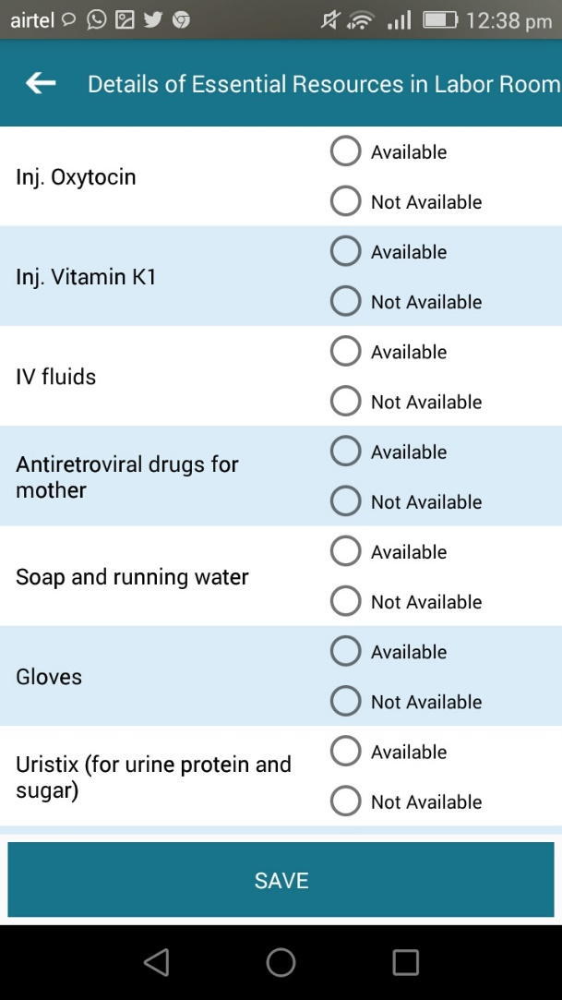 airtel 12:38 pm
Details of Essential Resources in Labor Room
Available
Inj. Oxytocin
Not Available
Available
Inj. Vitamin K1
Not Available
Available
IV fluids
Not Available
Available
Antiretroviral drugs for
mother
Not Available
Available
Soap and running water
Not Available
Available
Gloves
Not Available
Available
Uristix (for urine protein and
sugar)
Not Available
SAVE